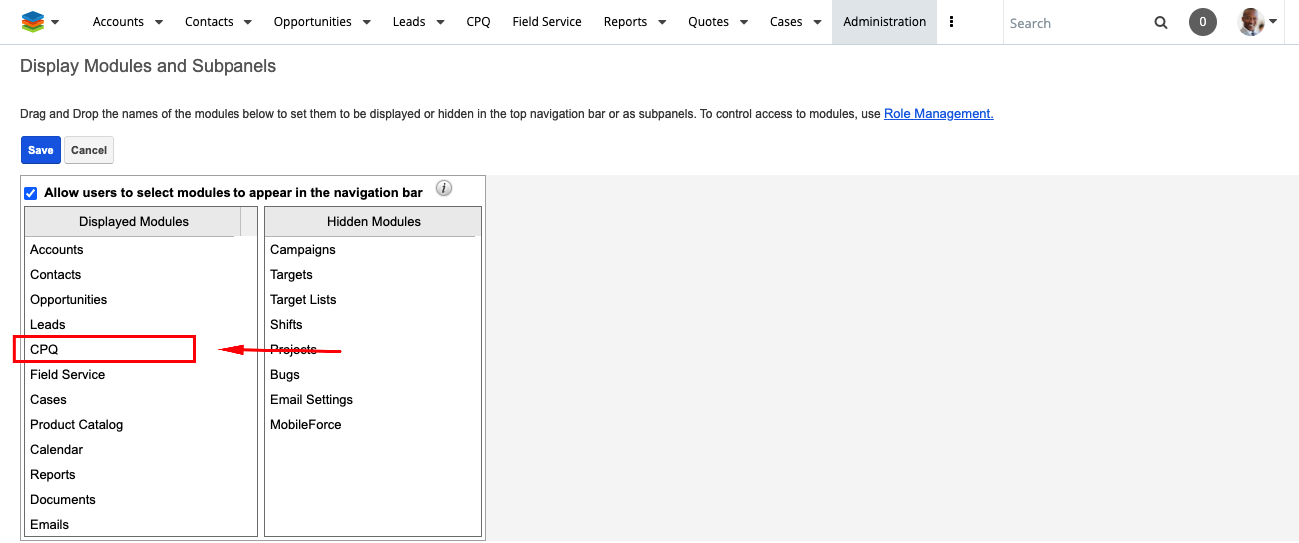 Accounts Contacts Opportunities Leads CPQ Field Service Reports Quotes Cases Administration Search 0
Display Modules and Subpanels
Drag and Drop the names of the modules below to set them to be displayed or hidden in the top navigation bar or as subpanels. To control access to modules, use Role Management.
Save Cancel
Allow users to select modules to appear in the navigation bar i
Displayed Modules Hidden Modules
Accounts Campaigns
Contacts Targets
Opportunities Target Lists
Leads Shifts
CPQ Projects
Field Service Bugs
Cases Email Settings
Product Catalog MobileForce
Calendar
Reports
Documents
Emails